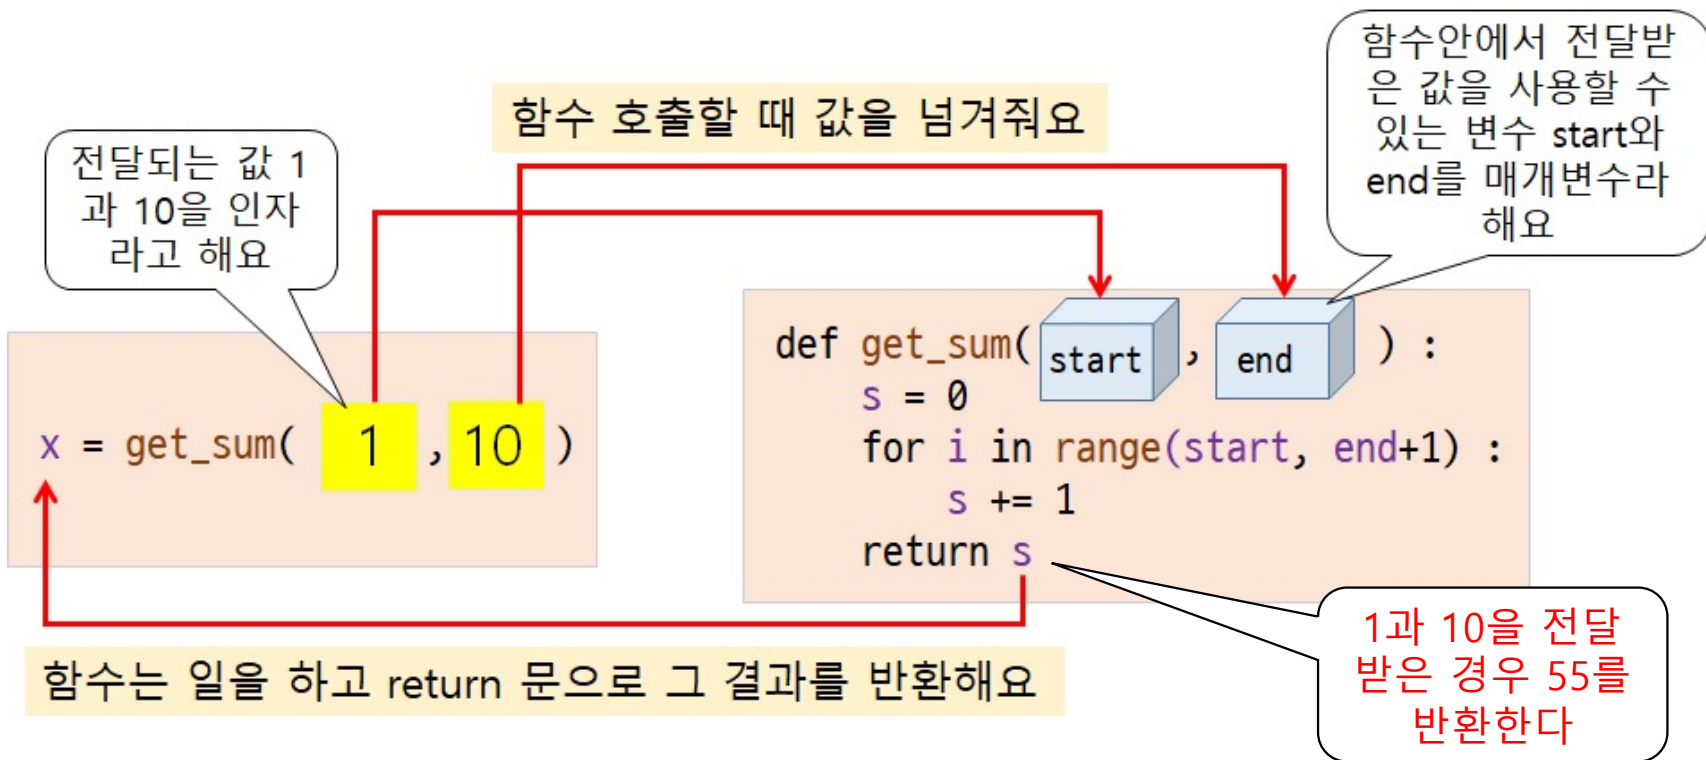 함수 호출할 때 값을 넘겨줘요
전달되는 값 1
과 10을 인자
라고 해요
함수안에서 전달받
은 값을 사용할 수
있는 변수 start와
end를 매개변수라
해요
x = get_sum( 1 , 10 )
def get_sum( start , end ) :
s = 0
for i in range(start, end+1) :
s += 1
return s
1과 10을 전달
받은 경우 55를
반환한다
함수는 일을 하고 return 문으로 그 결과를 반환해요